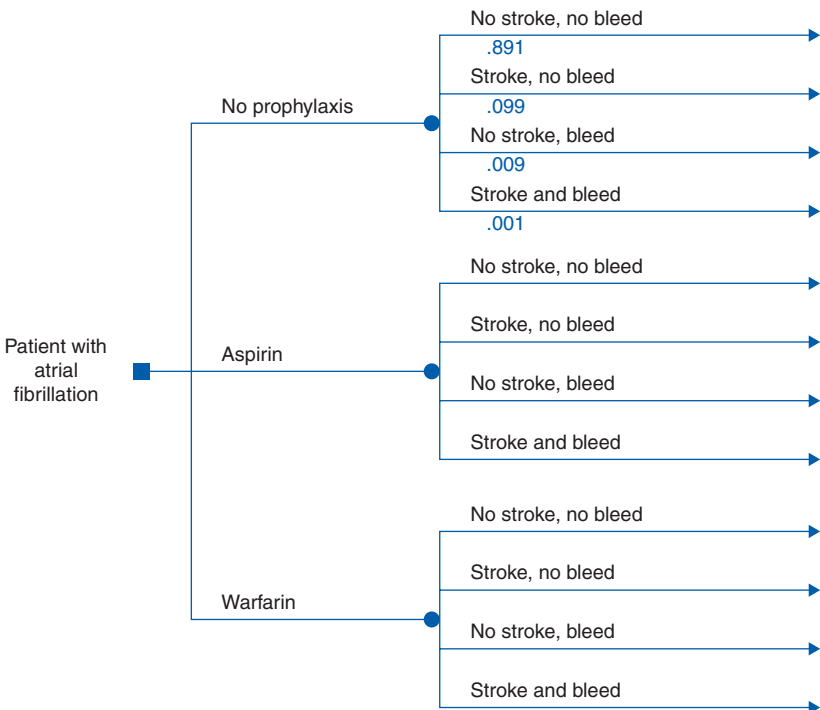 No stroke, no bleed
.891
Stroke, no bleed
.099
No prophylaxis
No stroke, bleed
.009
Stroke and bleed
.001
No stroke, no bleed
Stroke, no bleed
Patient with
atrial
fibrillation
Aspirin
No stroke, bleed
Stroke and bleed
No stroke, no bleed
Stroke, no bleed
Warfarin
No stroke, bleed
Stroke and bleed